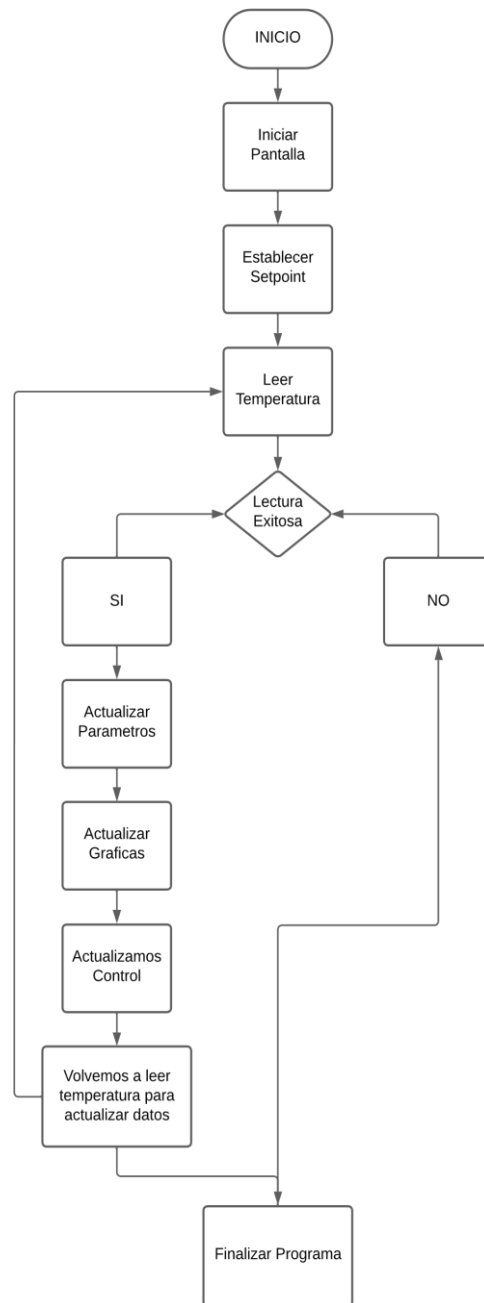 INICIO
Iniciar
Pantalla
Establecer
Setpoint
Leer
Temperatura
Lectura
Exitosa
SI
NO
Actualizar
Parametros
Actualizar
Graficas
Actualizamos
Control
Volvemos a leer
temperatura para
actualizar datos
Finalizar Programa